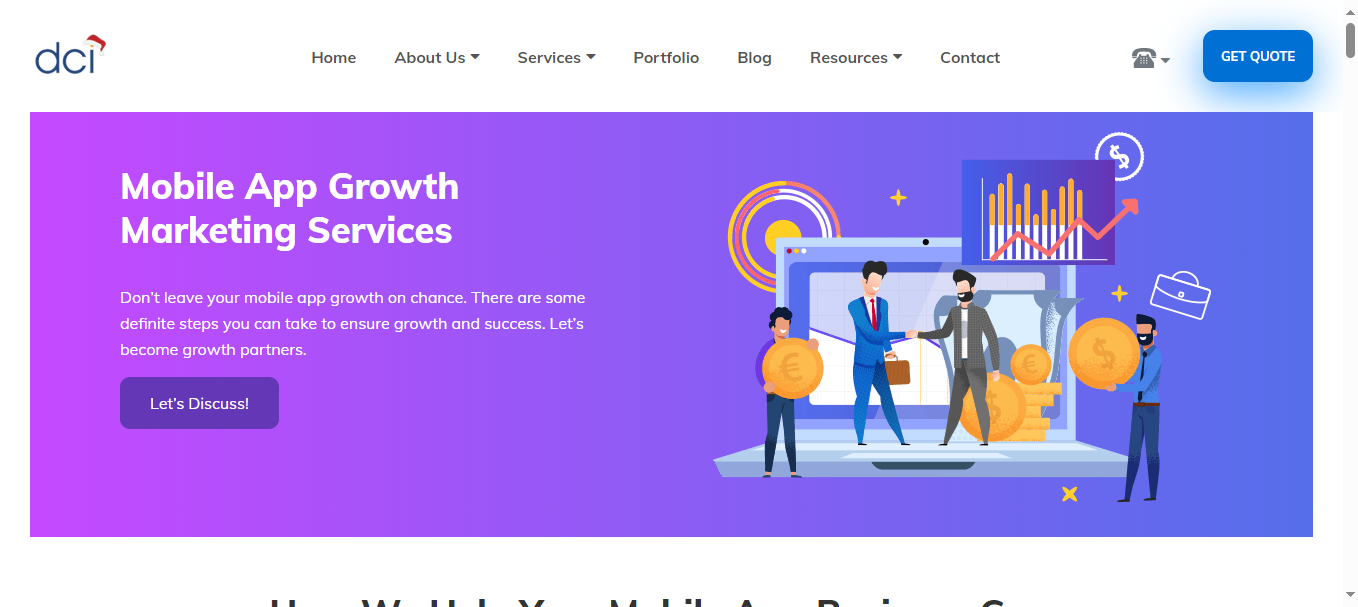 dci
Home
About Us
Services
Portfolio
Blog
Resources
Contact
GET QUOTE
Mobile App Growth
Marketing Services
Don't leave your mobile app growth on chance. There are some
definite steps you can take to ensure growth and success. Let's
become growth partners.
Let's Discuss!